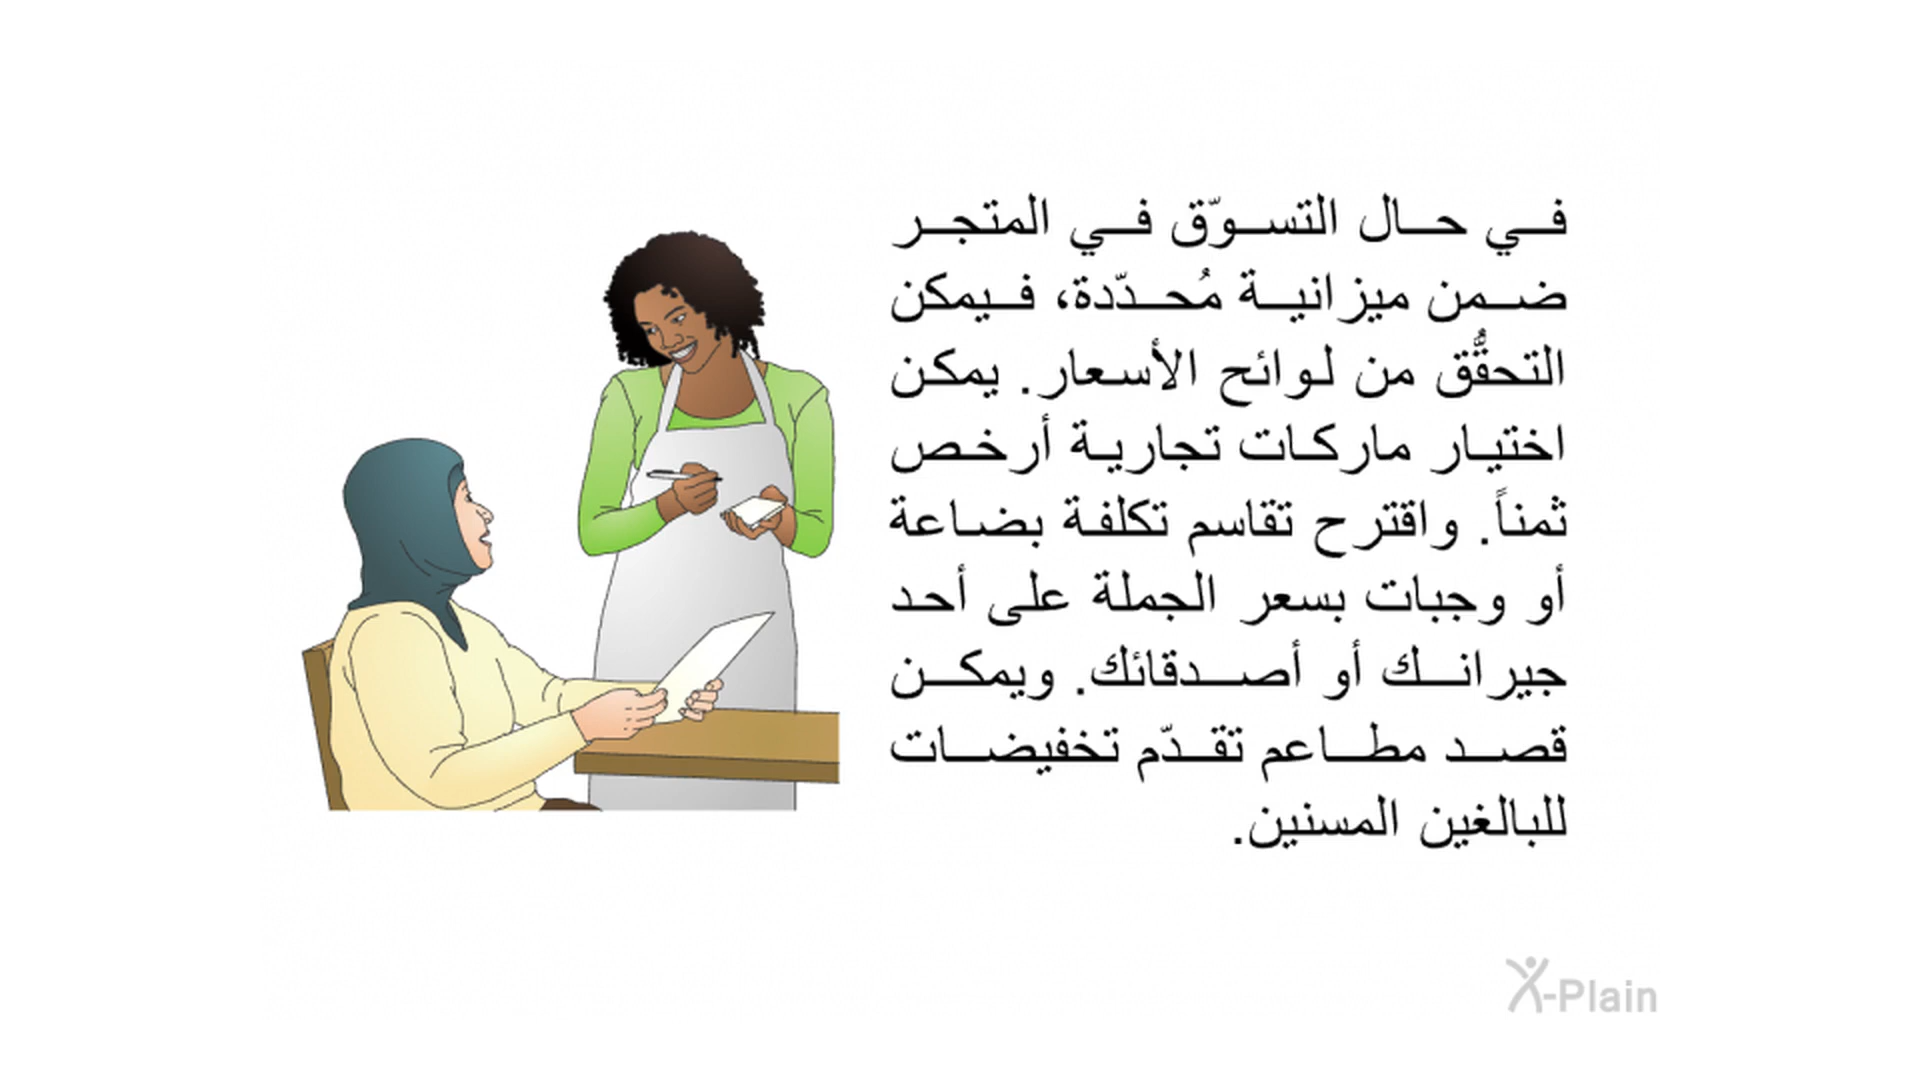 في حال التسوّق في المتجر
ضمن ميزانية مُحدّدة، فيمكن
التحقُّق من لوائح الأسعار. يمكن
اختيار ماركات تجارية أرخص
ثمناً. واقترح تقاسم تكلفة بضاعة
أو وجبات بسعر الجملة على أحد
جيرانك أو أصدقائك. ويمكن
قصد مطاعم تقدّم تخفيضات
للبالغين المسنين.
X-Plain